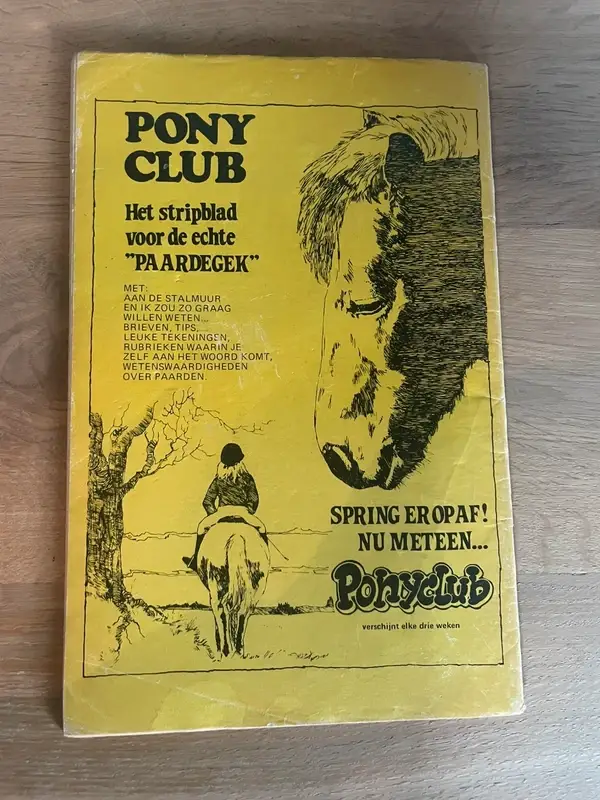 PONY
CLUB
Het stripblad
voor de echte
"PAARDEGEK"
MET:
AAN DE STALMUUR
EN IK ZOU ZO GRAAG
WILLEN WETEN...
BRIEVEN, TIPS,...
LEUKE TEKENINGEN,
RUBRIEKEN WAARIN JE
ZELF AAN HET WOORD KOMT,
WETENSWAARDIGHEDEN
OVER PAARDEN.
SPRING EROP AF!
NU METEEN...
Ponyclub
verschijnt elke drie weken